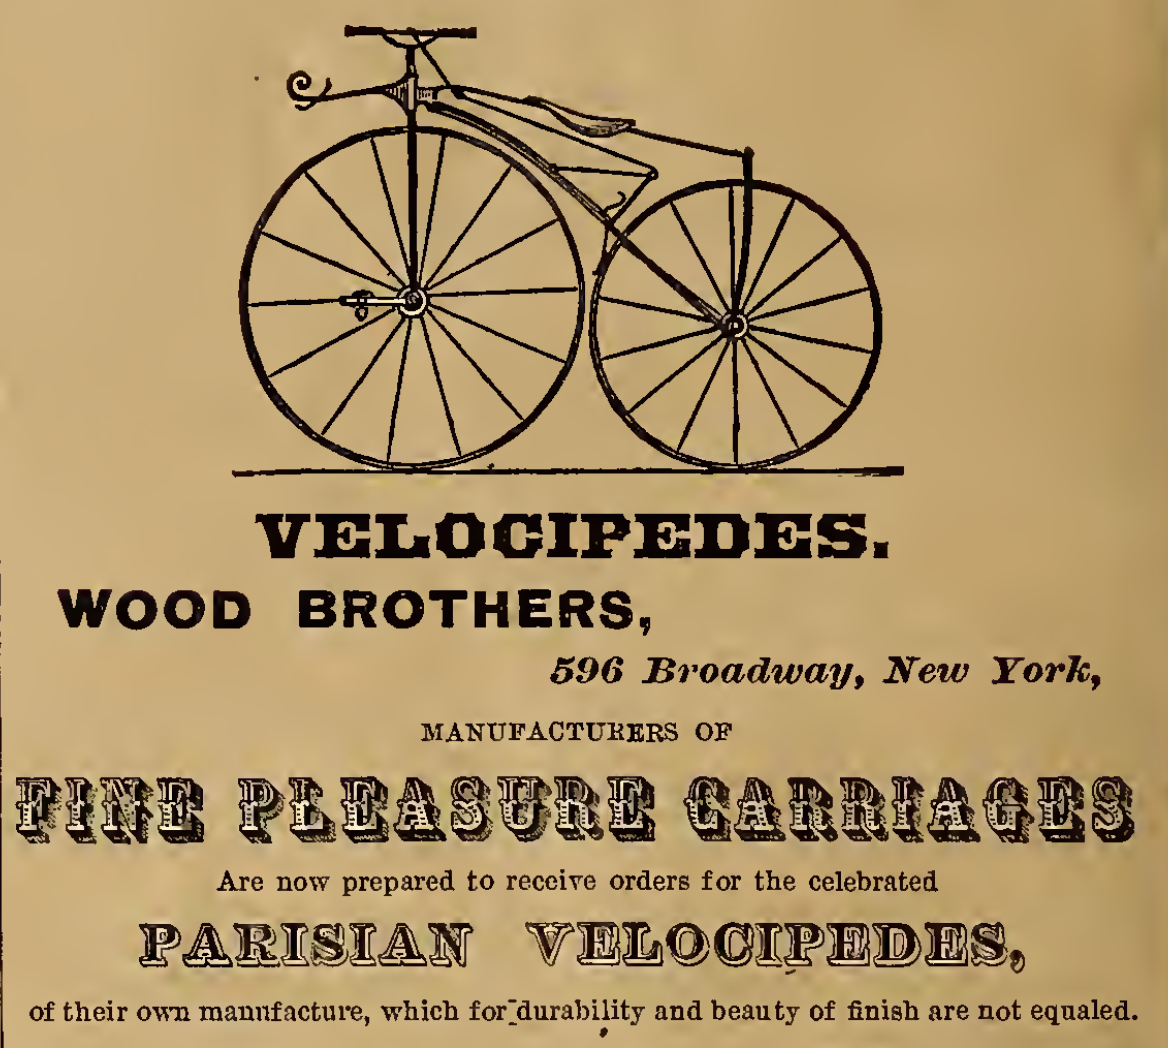 VELOCIPEDES.
WOOD BROTHERS,
596 Broadway, New York,
MANUFACTURERS OF
FINE PLEASURE CARRIAGES
Are now prepared to receive orders for the celebrated
PARISIAN VELOCIPEDES,
of their own manufacture, which for durability and beauty of finish are not equaled.